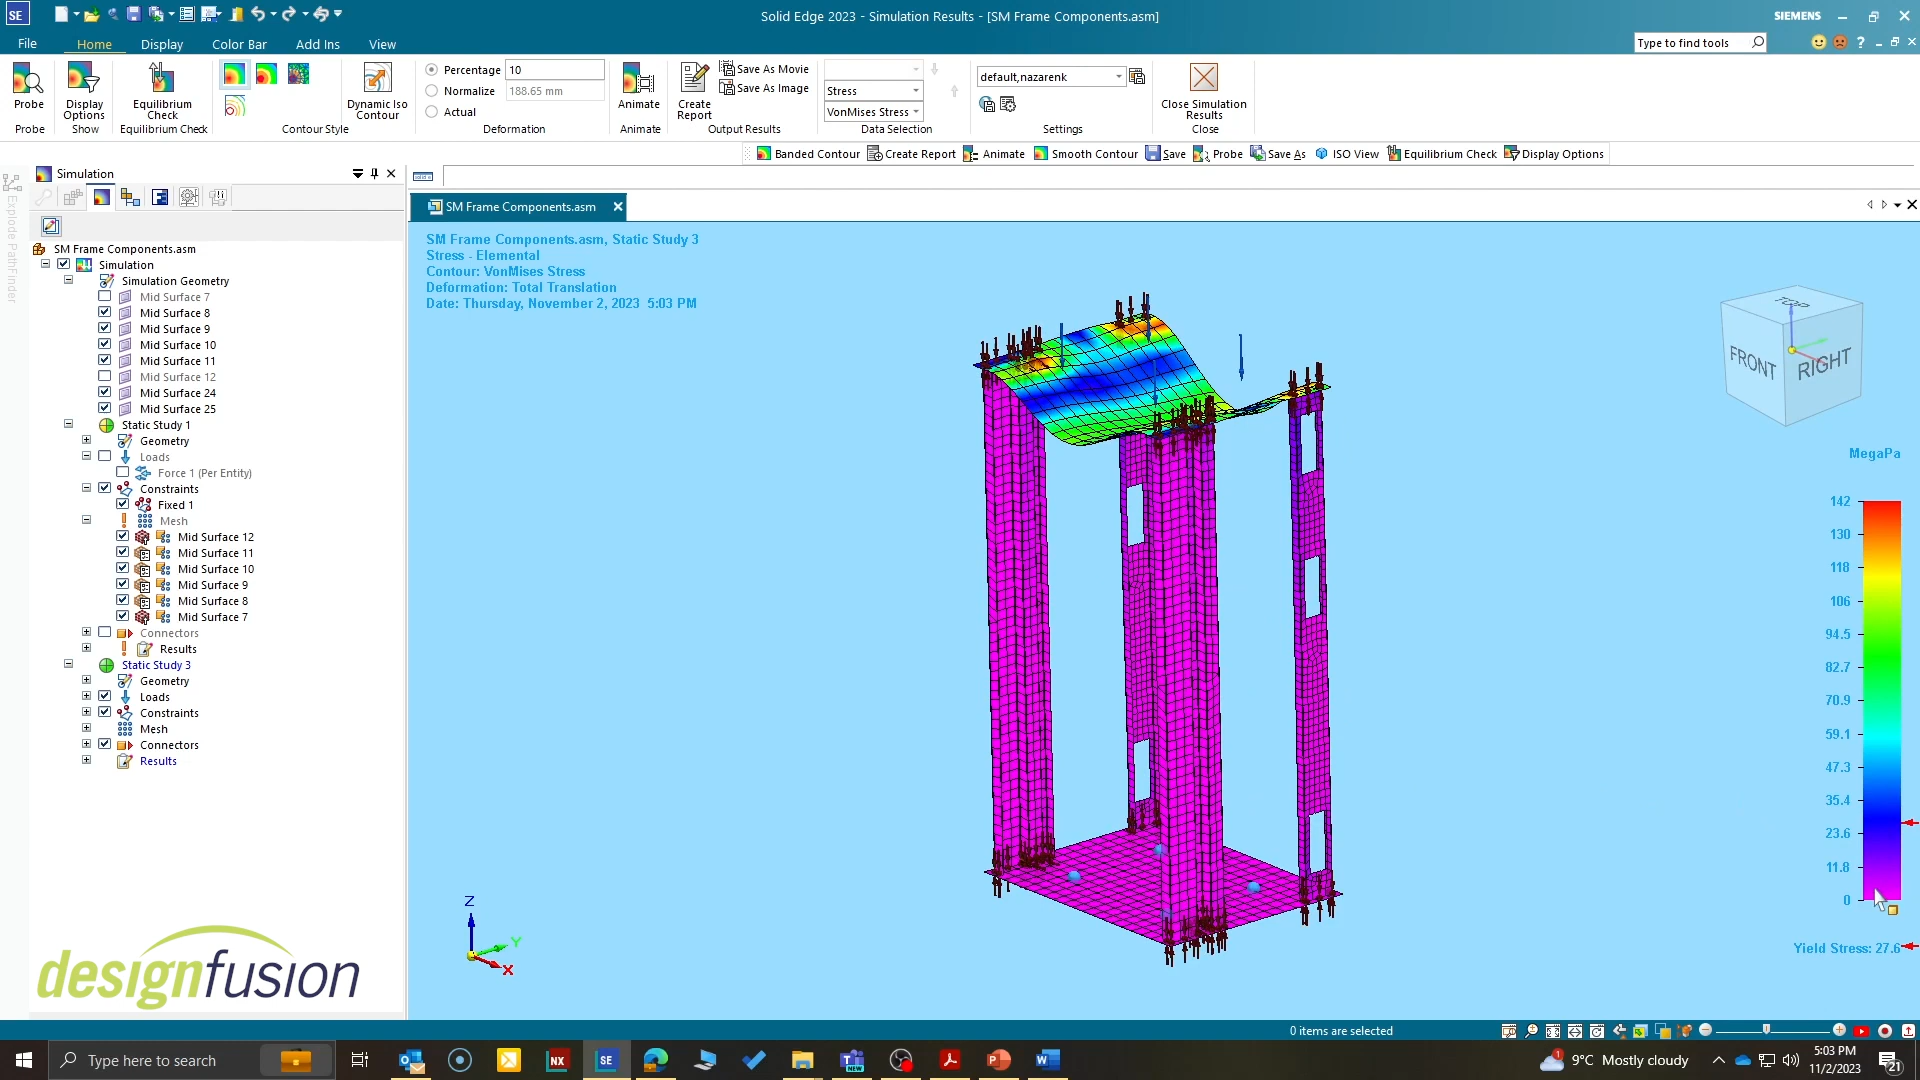 SE
Solid Edge 2023 - Simulation Results - [SM Frame Components.asm]
SIEMENS
File Home Display Color Bar Add Ins View
Type to find tools
Probe
Display Options
Equilibrium Check
Dynamic Iso Contour
Percentage 10
Normalize 188.65 mm
Actual
Animate
Create Report
Save As Movie
Save As Image
Stress
VonMises Stress
default,nazarenk
Close Simulation Results
Probe Show Equilibrium Check Contour Style Deformation Animate Output Results Data Selection Settings Close
Banded Contour Create Report Animate Smooth Contour Save Probe Save As ISO View Equilibrium Check Display Options
Explode PathFinder
Simulation
SM Frame Components.asm
SM Frame Components.asm
Simulation
Simulation Geometry
Mid Surface 7
Mid Surface 8
Mid Surface 9
Mid Surface 10
Mid Surface 11
Mid Surface 12
Mid Surface 24
Mid Surface 25
Static Study 1
Geometry
Loads
Force 1 (Per Entity)
Constraints
Fixed 1
Mesh
Mid Surface 12
Mid Surface 11
Mid Surface 10
Mid Surface 9
Mid Surface 8
Mid Surface 7
Connectors
Results
Static Study 3
Geometry
Loads
Constraints
Mesh
Connectors
Results
designfusion
SM Frame Components.asm, Static Study 3
Stress - Elemental
Contour: VonMises Stress
Deformation: Total Translation
Date: Thursday, November 2, 2023 5:03 PM
TOP
FRONT
RIGHT
MegaPa
142
130
118
106
94.5
82.7
70.9
59.1
47.3
35.4
23.6
11.8
0
Yield Stress: 27.6
Z
Y
X
0 items are selected
Type here to search
NX
SE
NEW
9°C Mostly cloudy
5:03 PM
11/2/2023
21